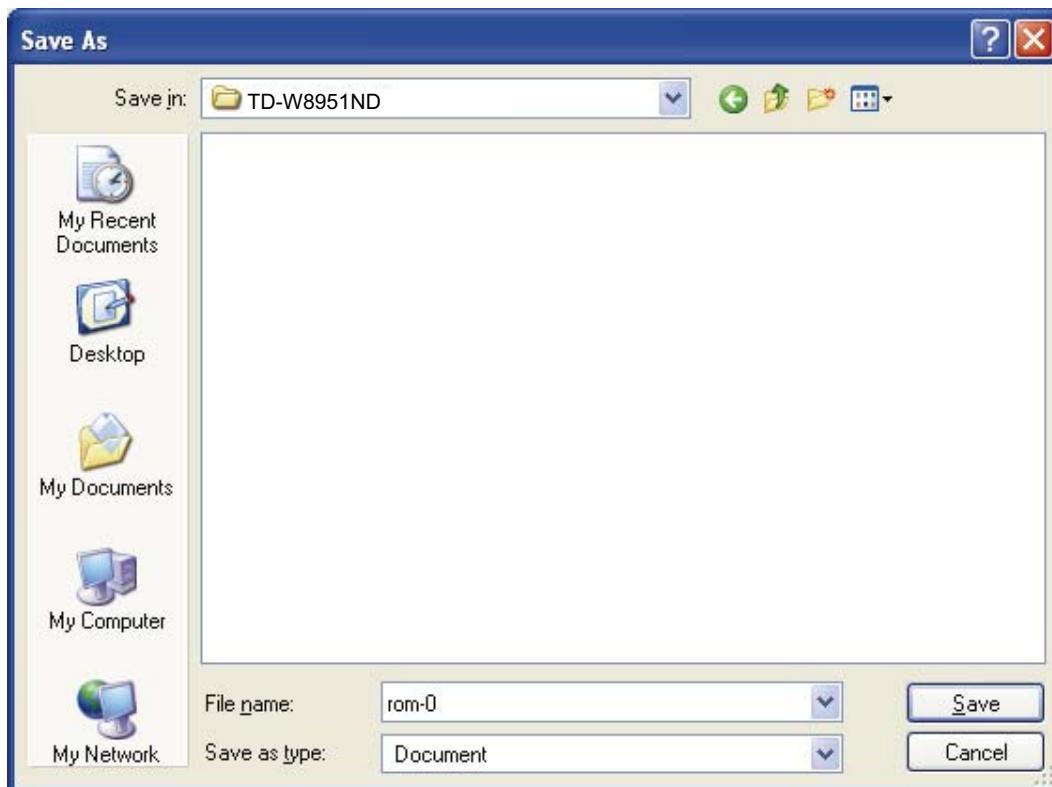 Save As
Save in:
TD-W8951ND
My Recent
Documents
Desktop
My Documents
My Computer
My Network
File name:
rom-0
Save
Save as type:
Document
Cancel